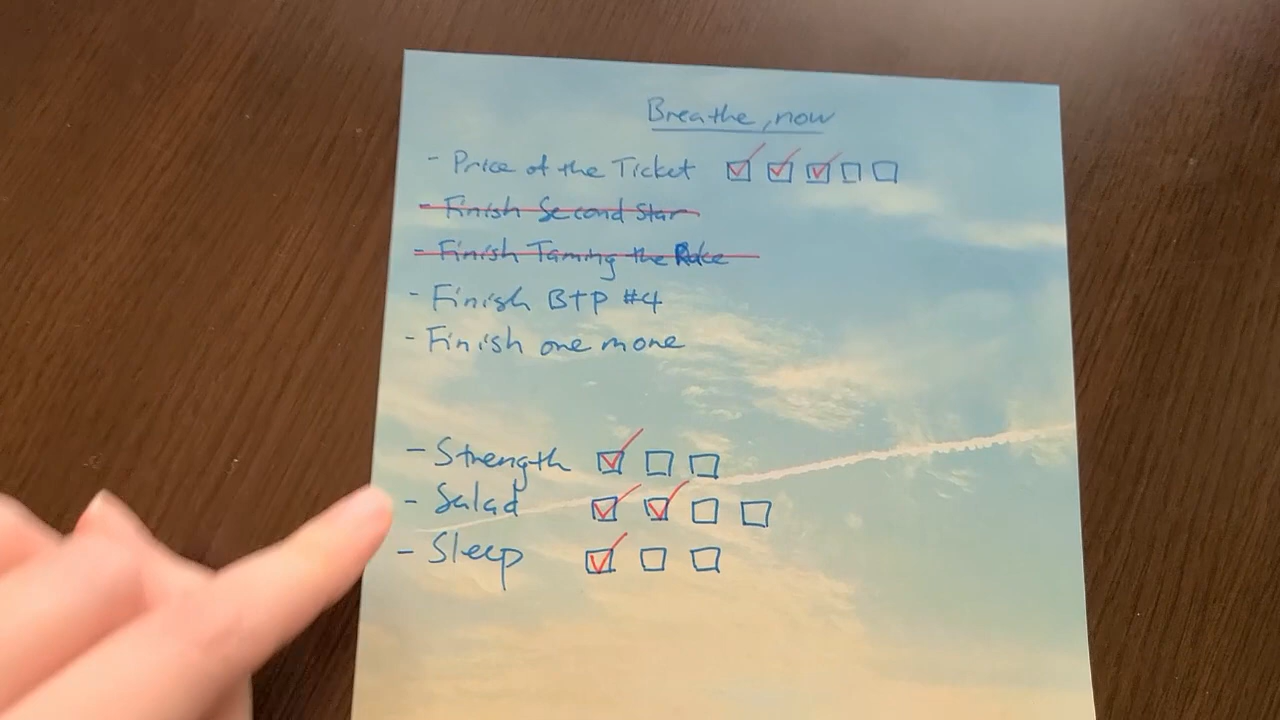 Breathe, now
- Price of the Ticket ☑ ☑ ☑ ☐ ☐
- Finish Second Star
- Finish Taming the Rake
- Finish BTP #4
- Finish one more
- Strength ☑ ☐ ☐
- Salad ☑ ☑ ☐ ☐
- Sleep ☑ ☐ ☐